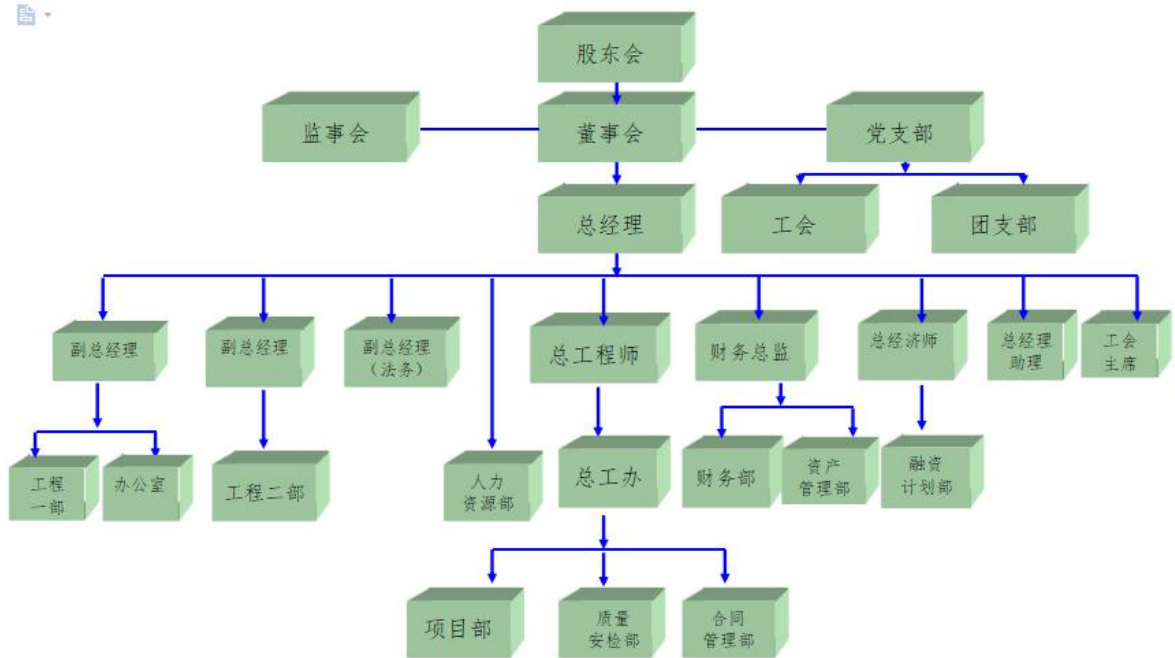 股东会
监事会
董事会
党支部
总经理
工会
团支部
副总经理
副总经理
副总经理
（法务）
总工程师
财务总监
总经济师
总经理
助理
工会
主席
工程
一部
办公室
工程二部
人力
资源部
总工办
财务部
资产
管理部
融资
计划部
项目部
质量
安检部
合同
管理部